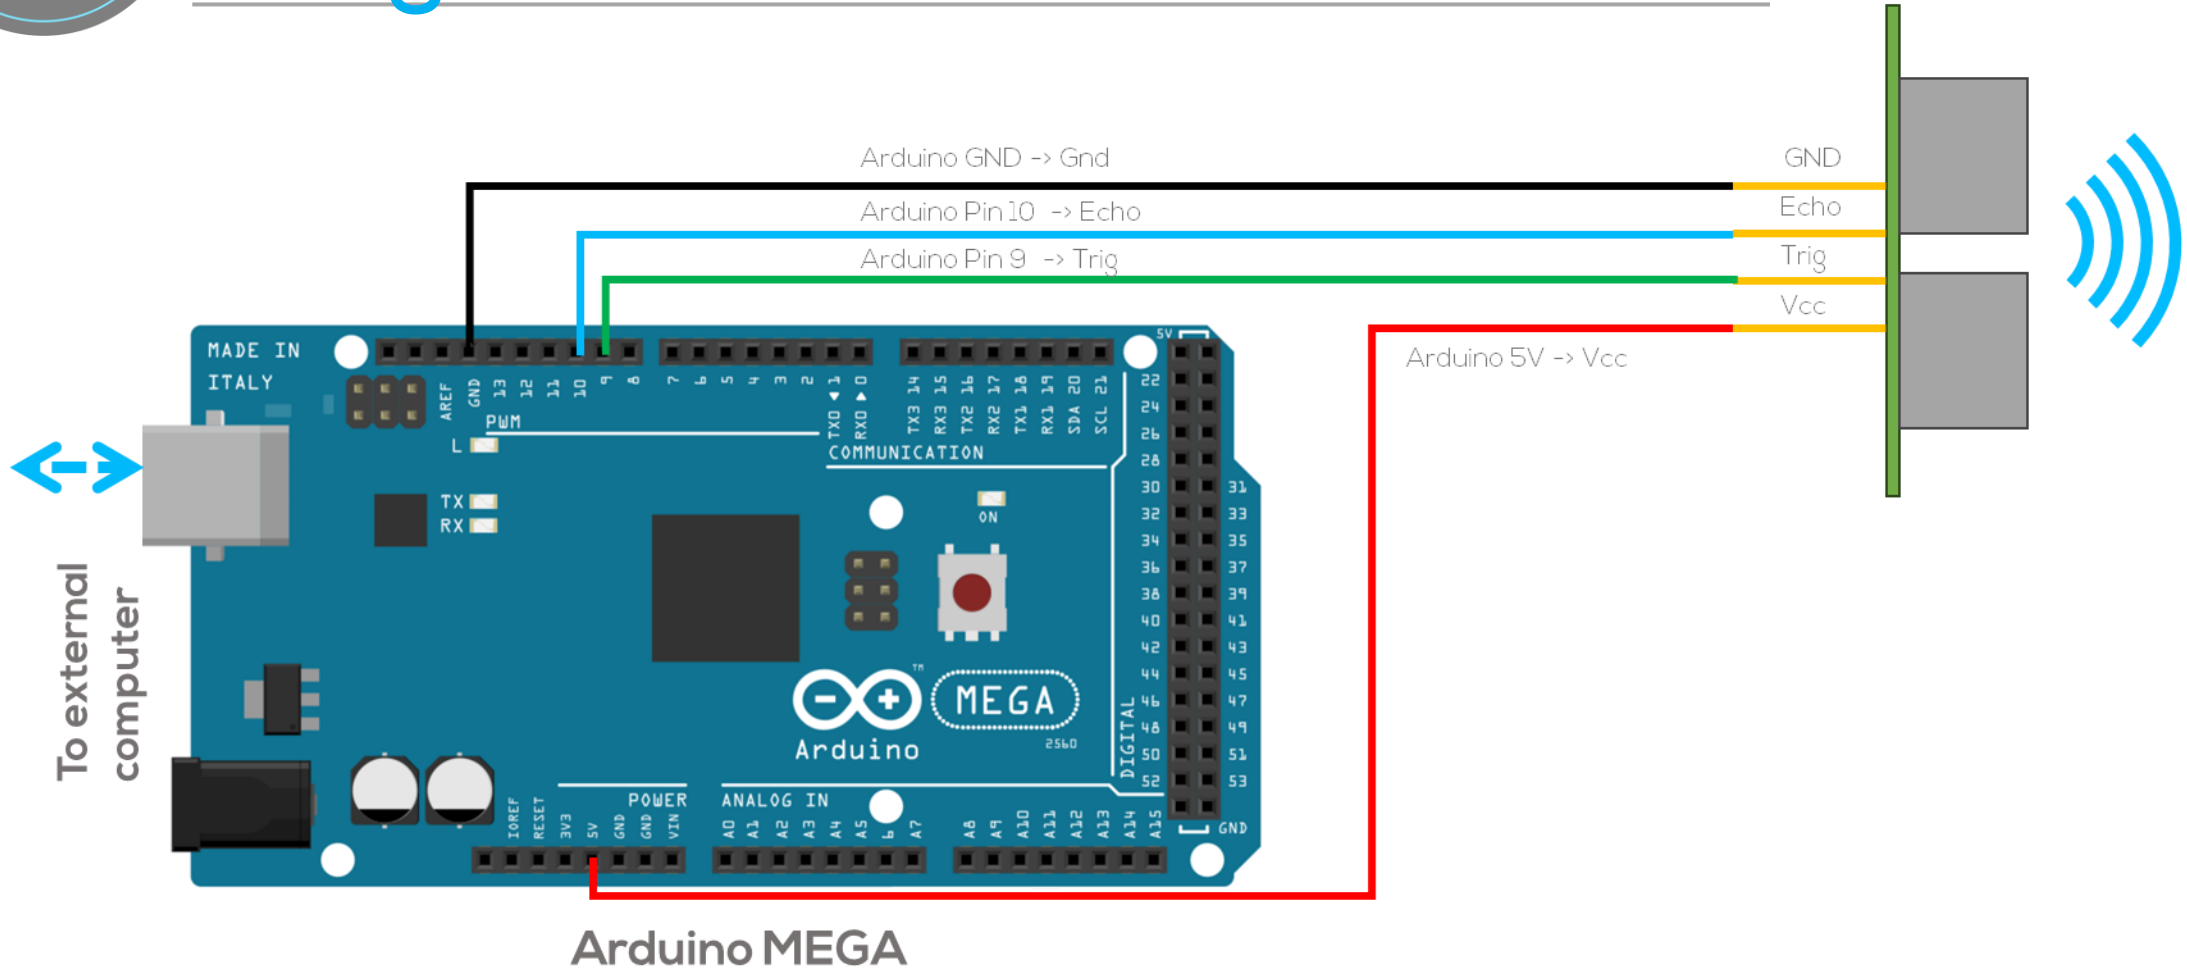 Arduino GND -> Gnd
GND
Arduino Pin 10 -> Echo
Echo
Arduino Pin 9 -> Trig
Trig
Vcc
Arduino 5V -> Vcc
MADE IN
ITALY
AREF
GND
13
12
11
10
9
8
7
6
5
4
3
2
TX0 ◄ 1
RX0 ► 0
TX3 14
RX3 15
TX2 16
RX2 17
TX1 18
RX1 19
SDA 20
SCL 21
5V
PWM
L
COMMUNICATION
TX
RX
ON
22
24
26
28
30 31
32 33
34 35
36 37
38 39
40 41
42 43
44 45
46 47
48 49
50 51
52 53
GND
DIGITAL
TM
MEGA
Arduino
2560
To external
computer
POWER
ANALOG IN
IOREF
RESET
3V3
5V
GND
GND
VIN
A0
A1
A2
A3
A4
A5
6
A7
A8
A9
A10
A11
A12
A13
A14
A15
Arduino MEGA